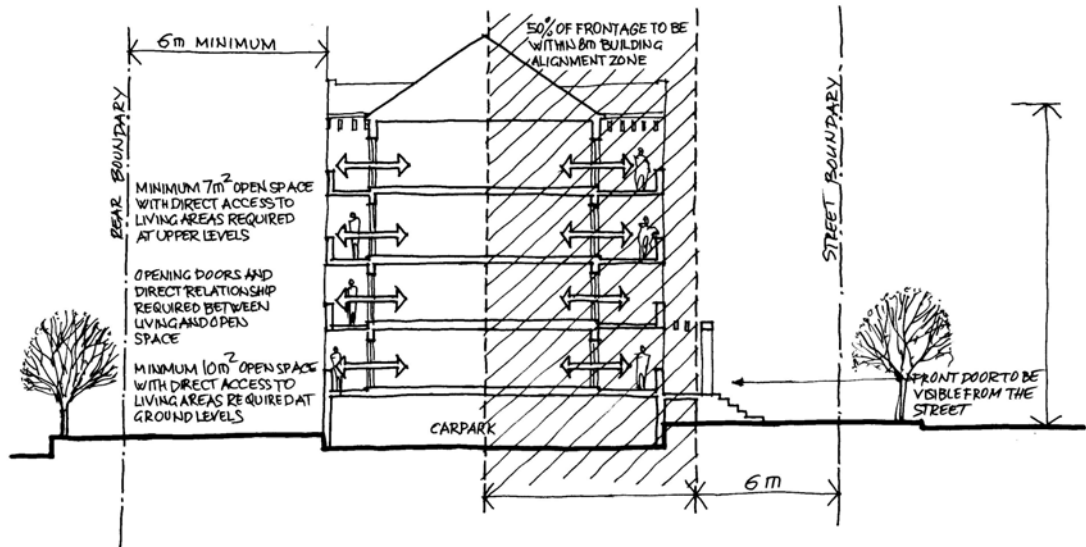 6m MINIMUM
50% OF FRONTAGE TO BE
WITHIN 8m BUILDING
ALIGNMENT ZONE
REAR BOUNDARY
STREET BOUNDARY
MINIMUM 7m² OPEN SPACE
WITH DIRECT ACCESS TO
LIVING AREAS REQUIRED
AT UPPER LEVELS
OPENING DOORS AND
DIRECT RELATIONSHIP
REQUIRED BETWEEN
LIVING AND OPEN
SPACE
MINIMUM 10m² OPEN SPACE
WITH DIRECT ACCESS TO
LIVING AREAS REQUIRED AT
GROUND LEVELS
FRONT DOOR TO BE
VISIBLE FROM THE
STREET
CARPARK
6m